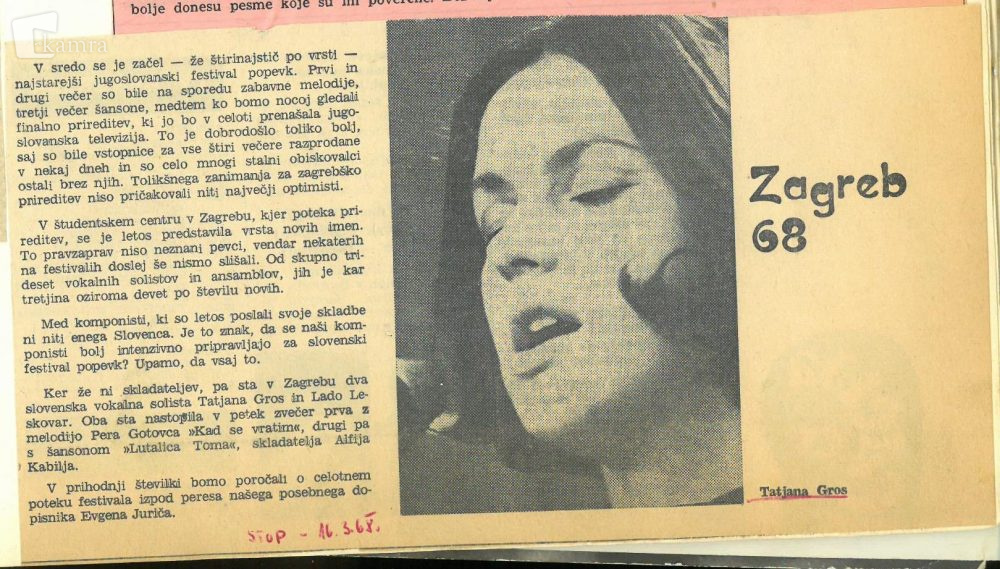 bolje donesu pesme koje su mi poverene.
kamra
V sredo se je začel — že štirinajstič po vrsti —
najstarejši jugoslovanski festival popevk. Prvi in
drugi večer so bile na sporedu zabavne melodije,
tretji večer šansone, medtem ko bomo nocoj gledali
finalno prireditev, ki jo bo v celoti prenašala jugo-
slovanska televizija. To je dobrodošlo toliko bolj,
saj so bile vstopnice za vse štiri večere razprodane
v nekaj dneh in so celo mnogi stalni obiskovalci
ostali brez njih. Tolikšnega zanimanja za zagrebško
prireditev niso pričakovali niti največji optimisti.
V študentskem centru v Zagrebu, kjer poteka pri-
reditev, se je letos predstavila vrsta novih imen.
To pravzaprav niso neznani pevci, vendar nekaterih
na festivalih doslej še nismo slišali. Od skupno tri-
deset vokalnih solistov in ansamblov, jih je kar
tretjina oziroma devet po številu novih.
Med komponisti, ki so letos poslali svoje skladbe
ni niti enega Slovenca. Je to znak, da se naši kom-
ponisti bolj intenzivno pripravljajo za slovenski
festival popevk? Upamo, da vsaj to.
Ker že ni skladateljev, pa sta v Zagrebu dva
slovenska vokalna solista Tatjana Gros in Lado Le-
skovar. Oba sta nastopila v petek zvečer prva z
melodijo Pera Gotovca »Kad se vratim«, drugi pa
s šansonom »Lutalica Toma«, skladatelja Alfija
Kabilja.
V prihodnji številki bomo poročali o celotnem
poteku festivala izpod peresa našega posebnega do-
pisnika Evgena Juriča.
STOP - 16.3.68.
Zagreb
68
Tatjana Gros